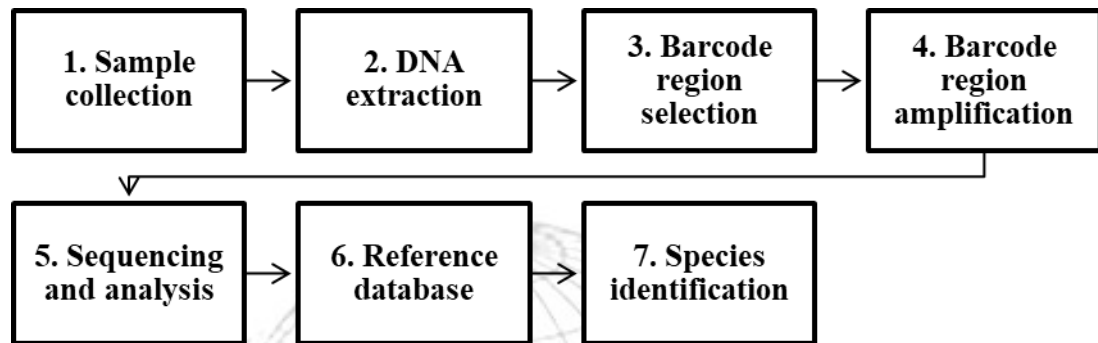 1. Sample
collection
2. DNA
extraction
3. Barcode
region
selection
4. Barcode
region
amplification
5. Sequencing
and analysis
6. Reference
database
7. Species
identification